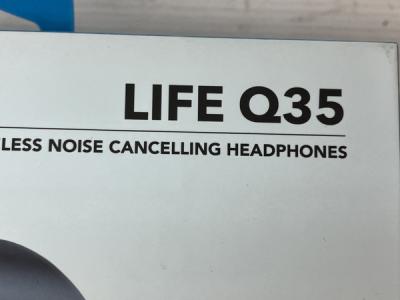 LIFE Q35
LESS NOISE CANCELLING HEADPHONES